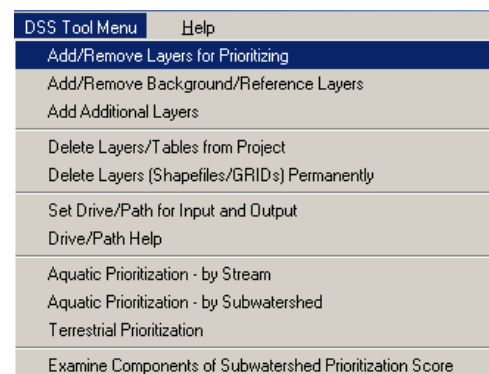 DSS Tool Menu Help
Add/Remove Layers for Prioritizing
Add/Remove Background/Reference Layers
Add Additional Layers
Delete Layers/Tables from Project
Delete Layers (Shapefiles/GRIDs) Permanently
Set Drive/Path for Input and Output
Drive/Path Help
Aquatic Prioritization - by Stream
Aquatic Prioritization - by Subwatershed
Terrestrial Prioritization
Examine Components of Subwatershed Prioritization Score